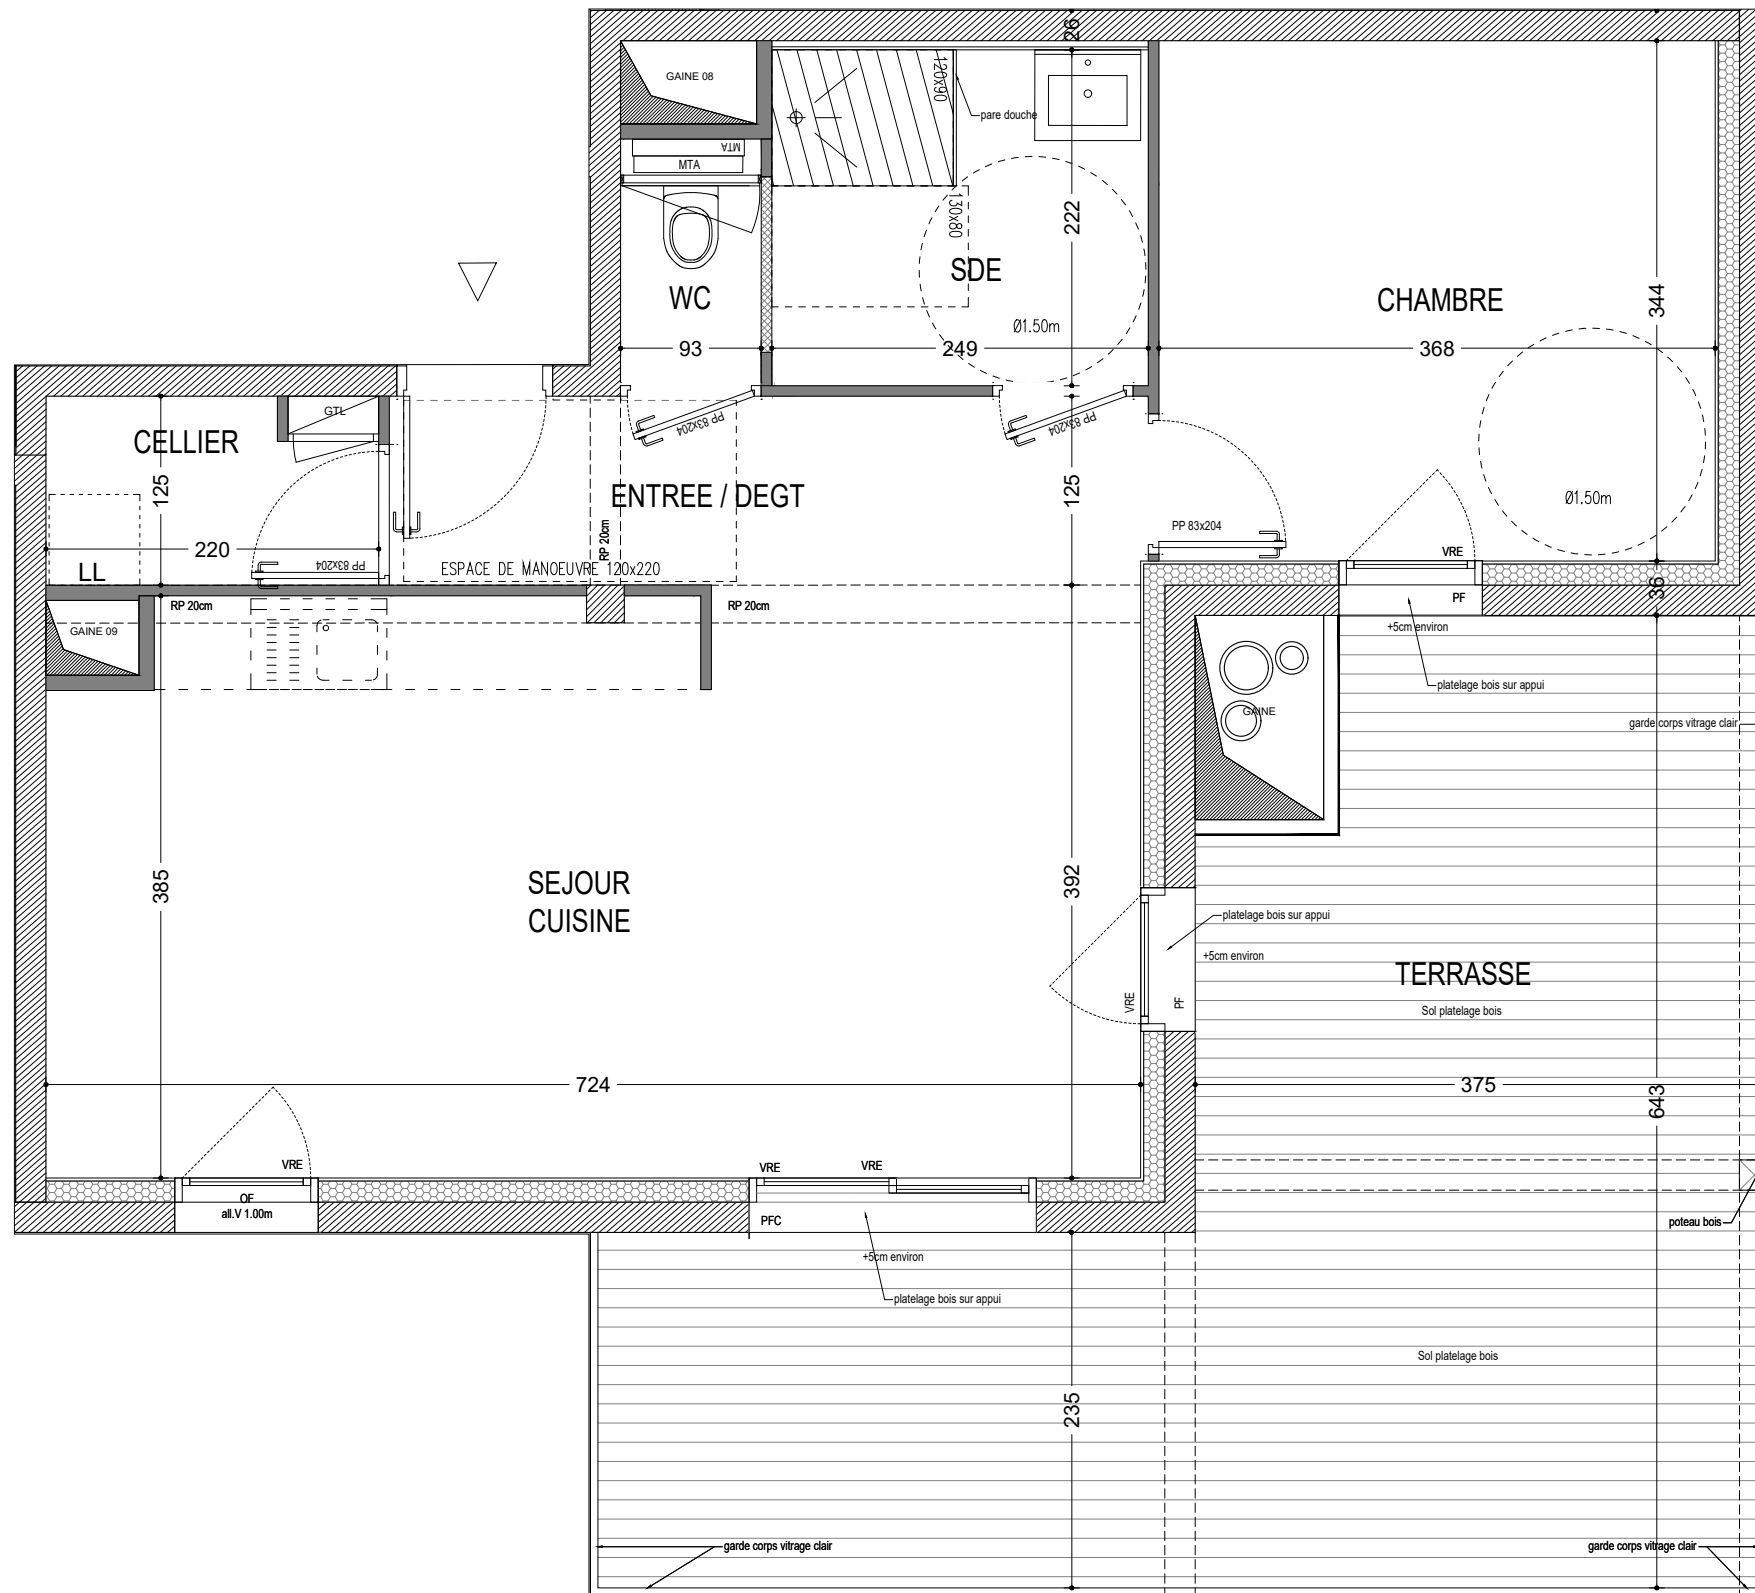 26
GAINE 08
120x90
pare douche
MTA
MTA
130x80
222
SDE
WC
CHAMBRE
344
Ø1.50m
93
249
368
GTL
PP 83x204
PP 83x204
CELLIER
125
ENTREE / DEGT
125
Ø1.50m
PP 83x204
RP 20cm
220
VRE
LL
PP 83x204
ESPACE DE MANOEUVRE 120x220
36
PF
RP 20cm
RP 20cm
GAINE 09
+5cm environ
platelage bois sur appui
GAINE
garde corps vitrage clair
385
392
SEJOUR
CUISINE
platelage bois sur appui
+5cm environ
TERRASSE
VRE
PF
Sol platelage bois
724
375
643
VRE
VRE
VRE
OF
all.V 1.00m
PFC
poteau bois
+5cm environ
platelage bois sur appui
Sol platelage bois
235
garde corps vitrage clair
garde corps vitrage clair